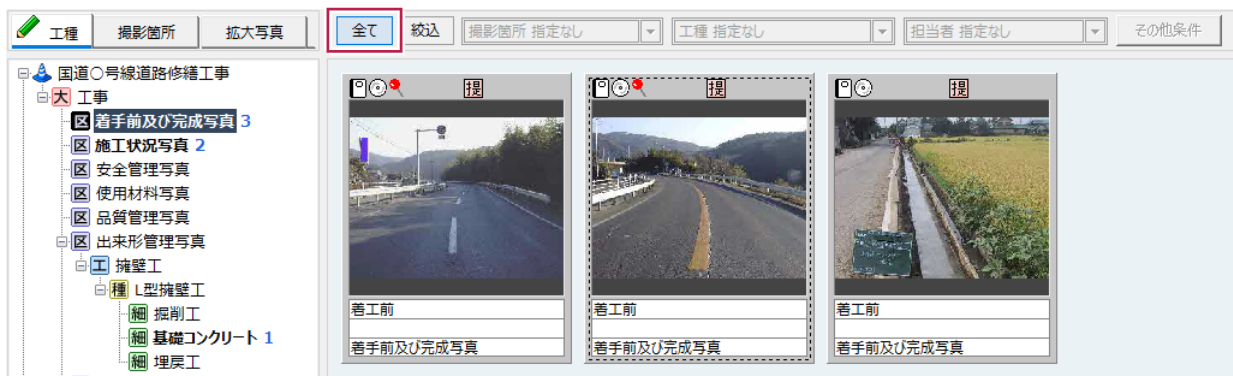 工種 撮影箇所 拡大写真 全て 絞込 撮影箇所 指定なし 工種 指定なし 担当者 指定なし その他条件
国道○号線道路修繕工事
大 工事
区 着手前及び完成写真 3
区 施工状況写真 2
区 安全管理写真
区 使用材料写真
区 品質管理写真
区 出来形管理写真
工 擁壁工
種 L型擁壁工
細 掘削工
細 基礎コンクリート 1
細 埋戻工
提
着工前
着手前及び完成写真
提
着工前
着手前及び完成写真
提
着工前
着手前及び完成写真